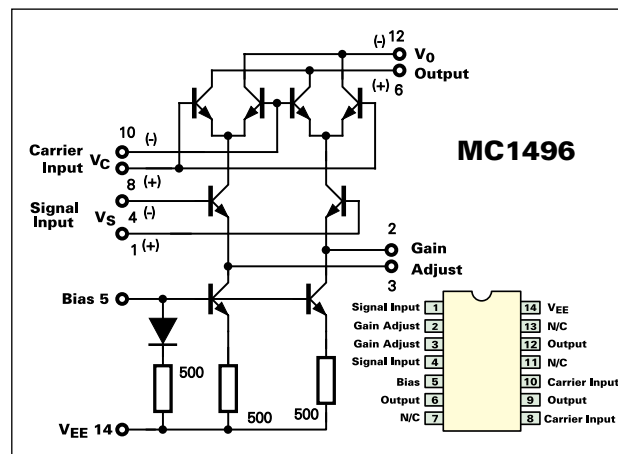 (-) 12
V0
Output
(+) 6
10 (-)
Carrier Input VC
8 (+)
MC1496
Signal Input VS
4 (-)
1 (+)
2
Gain
Adjust
3
Bias 5
500
500
500
VEE 14
Signal Input 1 14 VEE
Gain Adjust 2 13 N/C
Gain Adjust 3 12 Output
Signal Input 4 11 N/C
Bias 5 10 Carrier Input
Output 6 9 Output
N/C 7 8 Carrier Input